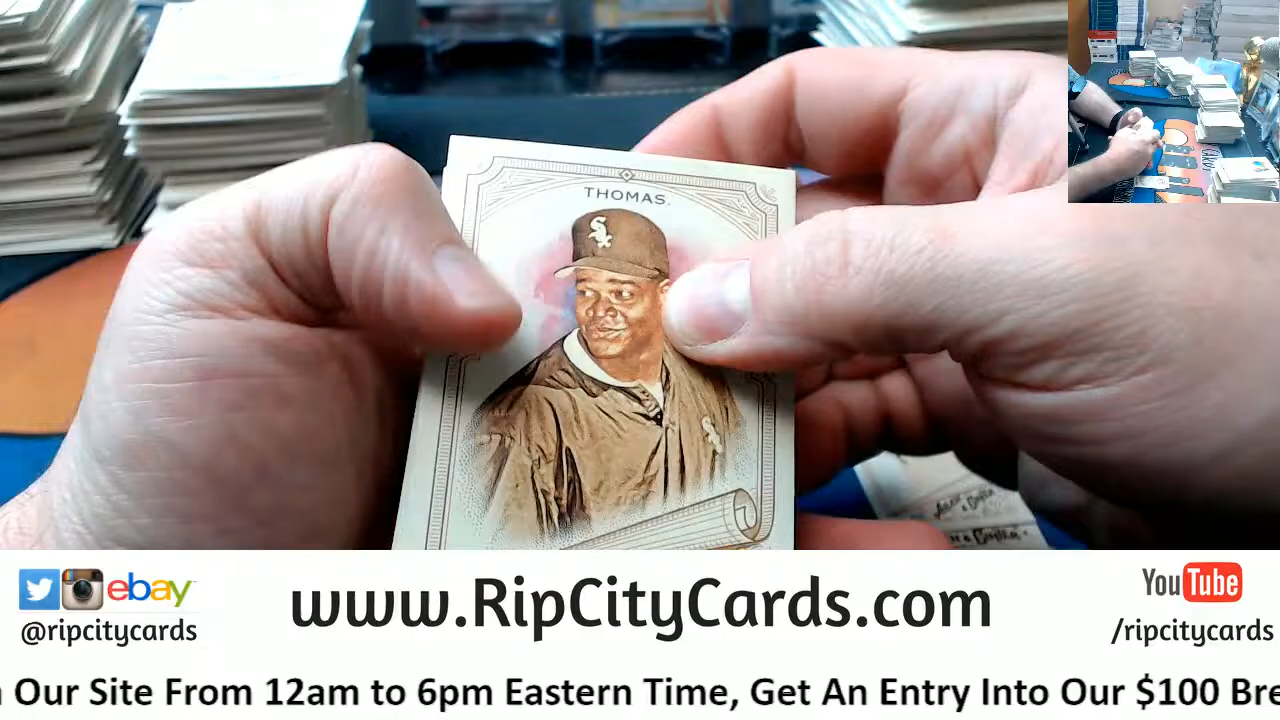 THOMAS.
ebay
@ripcitycards
www.RipCityCards.com
YouTube
/ripcitycards
Our Site From 12am to 6pm Eastern Time, Get An Entry Into Our $100 Bre